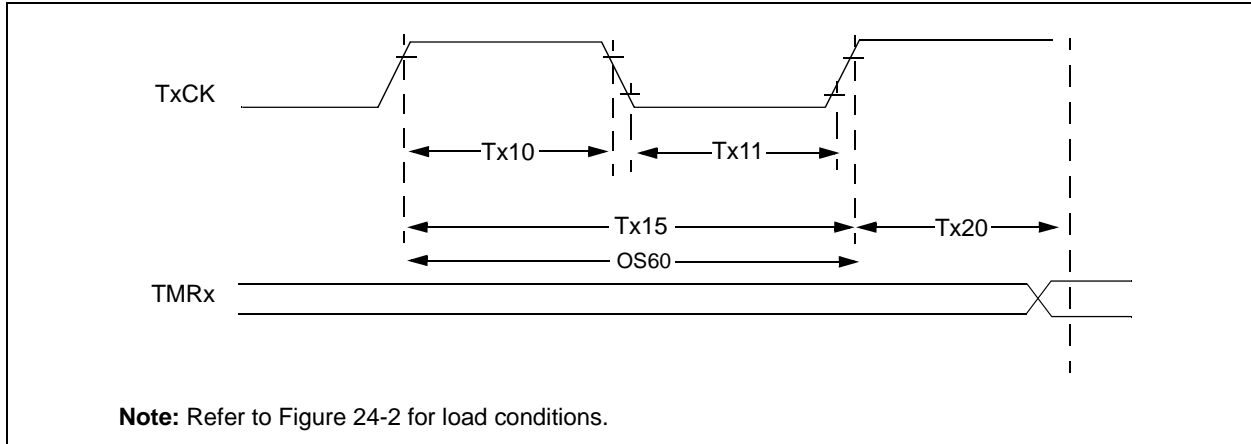 TxCK
Tx10
Tx11
Tx15
Tx20
OS60
TMRx
Note: Refer to Figure 24-2 for load conditions.